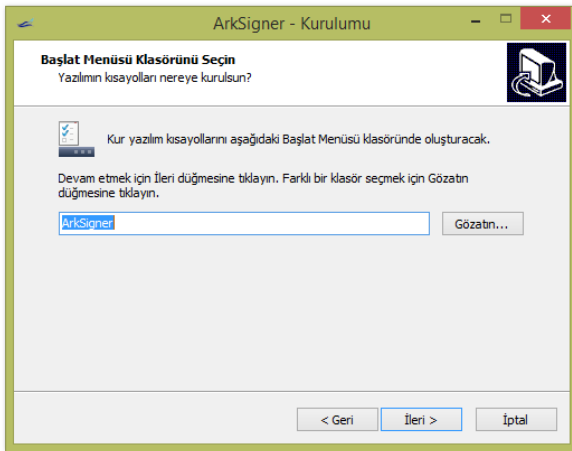 ArkSigner - Kurulumu
Başlat Menüsü Klasörünü Seçin
Yazılımın kısayolları nereye kurulsun?
Kur yazılım kısayollarını aşağıdaki Başlat Menüsü klasöründe oluşturacak.
Devam etmek için İleri düğmesine tıklayın. Farklı bir klasör seçmek için Gözatın
düğmesine tıklayın.
ArkSigner
Gözatın...
< Geri
İleri >
İptal